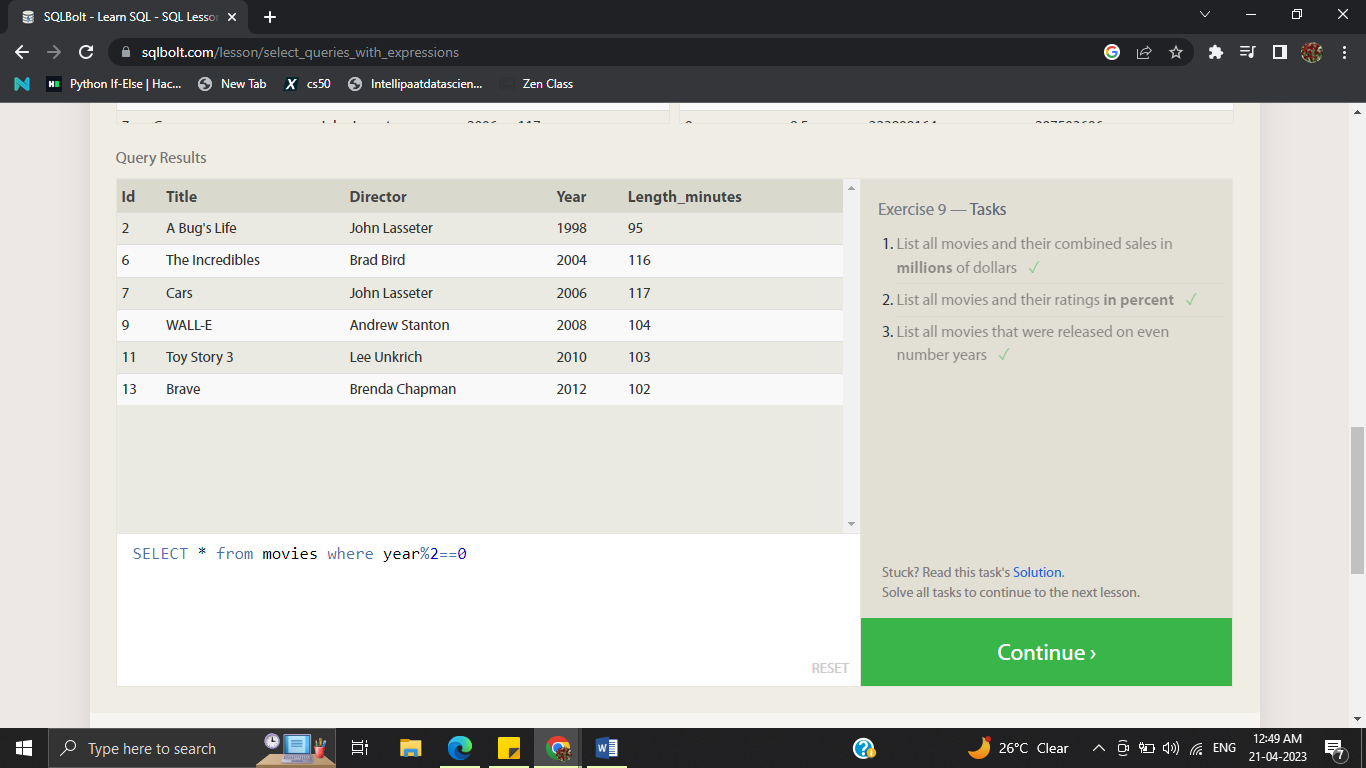 SQLBolt - Learn SQL - SQL Lesson
sqlbolt.com/lesson/select_queries_with_expressions
Python If-Else | Hac... New Tab cs50 Intellipaatdatascien... Zen Class
Query Results
Id Title Director Year Length_minutes
2 A Bug's Life John Lasseter 1998 95
6 The Incredibles Brad Bird 2004 116
7 Cars John Lasseter 2006 117
9 WALL-E Andrew Stanton 2008 104
11 Toy Story 3 Lee Unkrich 2010 103
13 Brave Brenda Chapman 2012 102
Exercise 9 — Tasks
1. List all movies and their combined sales in
millions of dollars ✓
2. List all movies and their ratings in percent ✓
3. List all movies that were released on even
number years ✓
SELECT * from movies where year%2==0
RESET
Stuck? Read this task's Solution.
Solve all tasks to continue to the next lesson.
Continue ›
Type here to search
26°C Clear
ENG
12:49 AM
21-04-2023
7